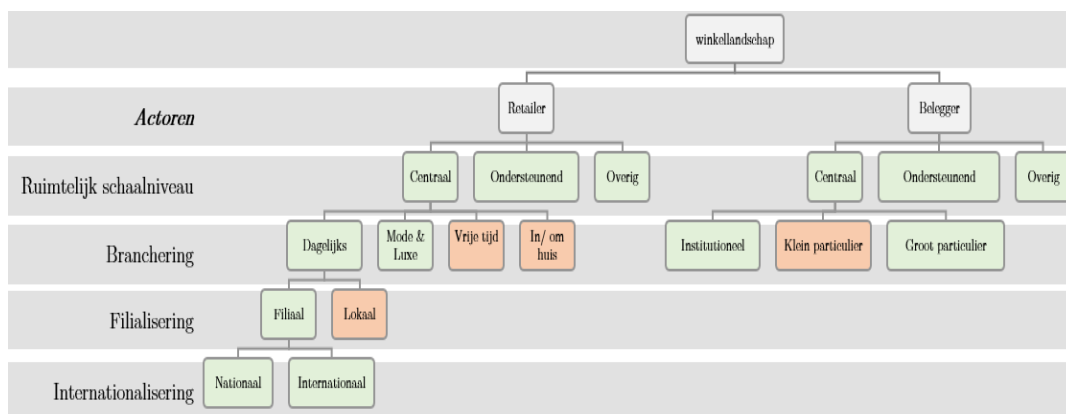 winkellandschap
Actoren
Retailer
Belegger
Ruimtelijk schaalniveau
Centraal
Ondersteunend
Overig
Centraal
Ondersteunend
Overig
Branchering
Dagelijks
Mode &
Luxe
Vrije tijd
In/ om
huis
Institutioneel
Klein particulier
Groot particulier
Filialisering
Filiaal
Lokaal
Internationalisering
Nationaal
Internationaal